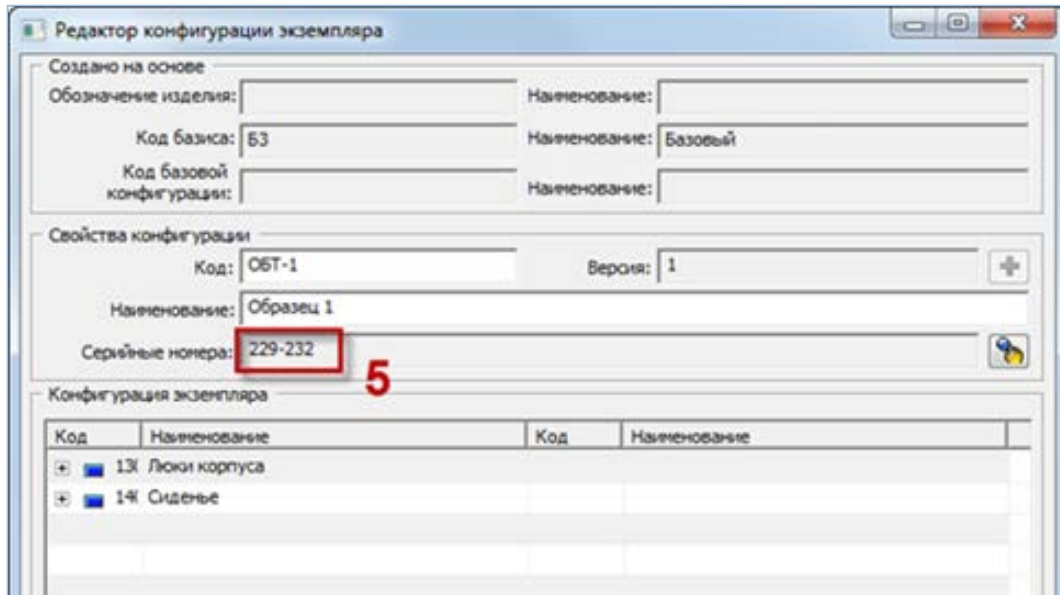 Редактор конфигурации экземпляра
Создано на основе
Обозначение изделия: Наименование:
Код базиса: Б3 Наименование: Базовый
Код базовой
конфигурации: Наименование:
Свойства конфигурации
Код: ОБТ-1 Версия: 1
Наименование: Образец 1
Серийные номера: 229-232
5
Конфигурация экземпляра
Код Наименование Код Наименование
Люки корпуса
Сиденье